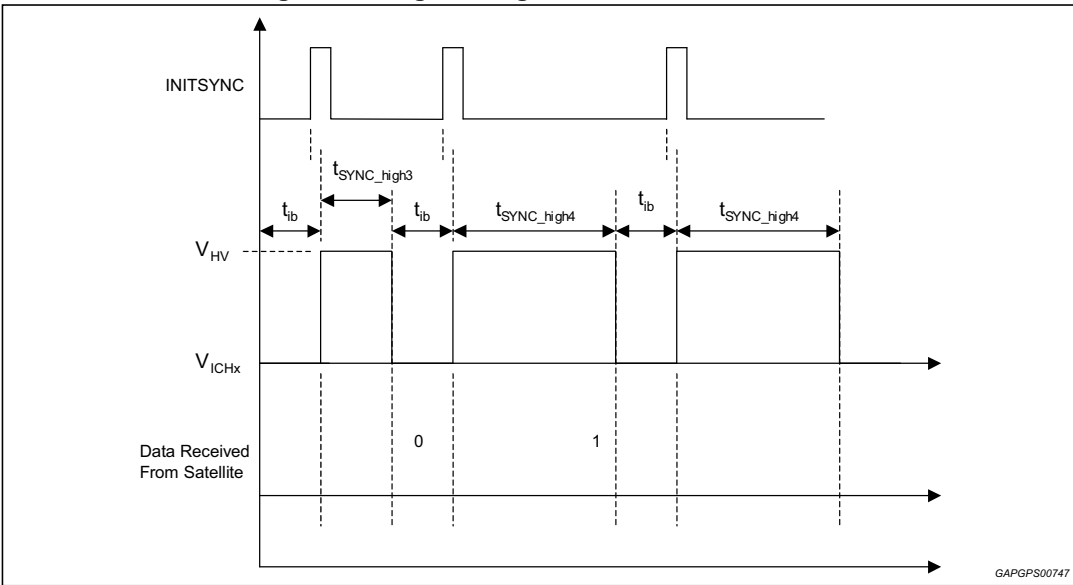 INITSYNC
tSYNC_high3
tib
tib
tSYNC_high4
tib
tSYNC_high4
VHV
VICHx
0
1
Data Received
From Satellite
GAPGPS00747